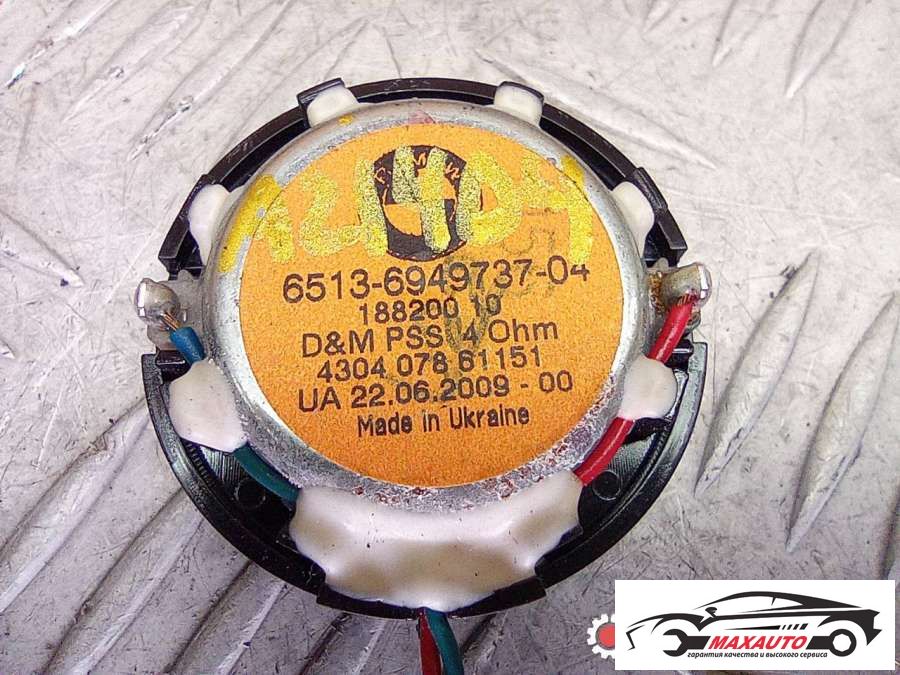 BMW
6513-6949737-04
188200 10
D&M PSS 4 Ohm
4304 078 61151
UA 22.06.2009 - 00
Made in Ukraine
MAXAUTO
гарантия качества и высокого сервиса